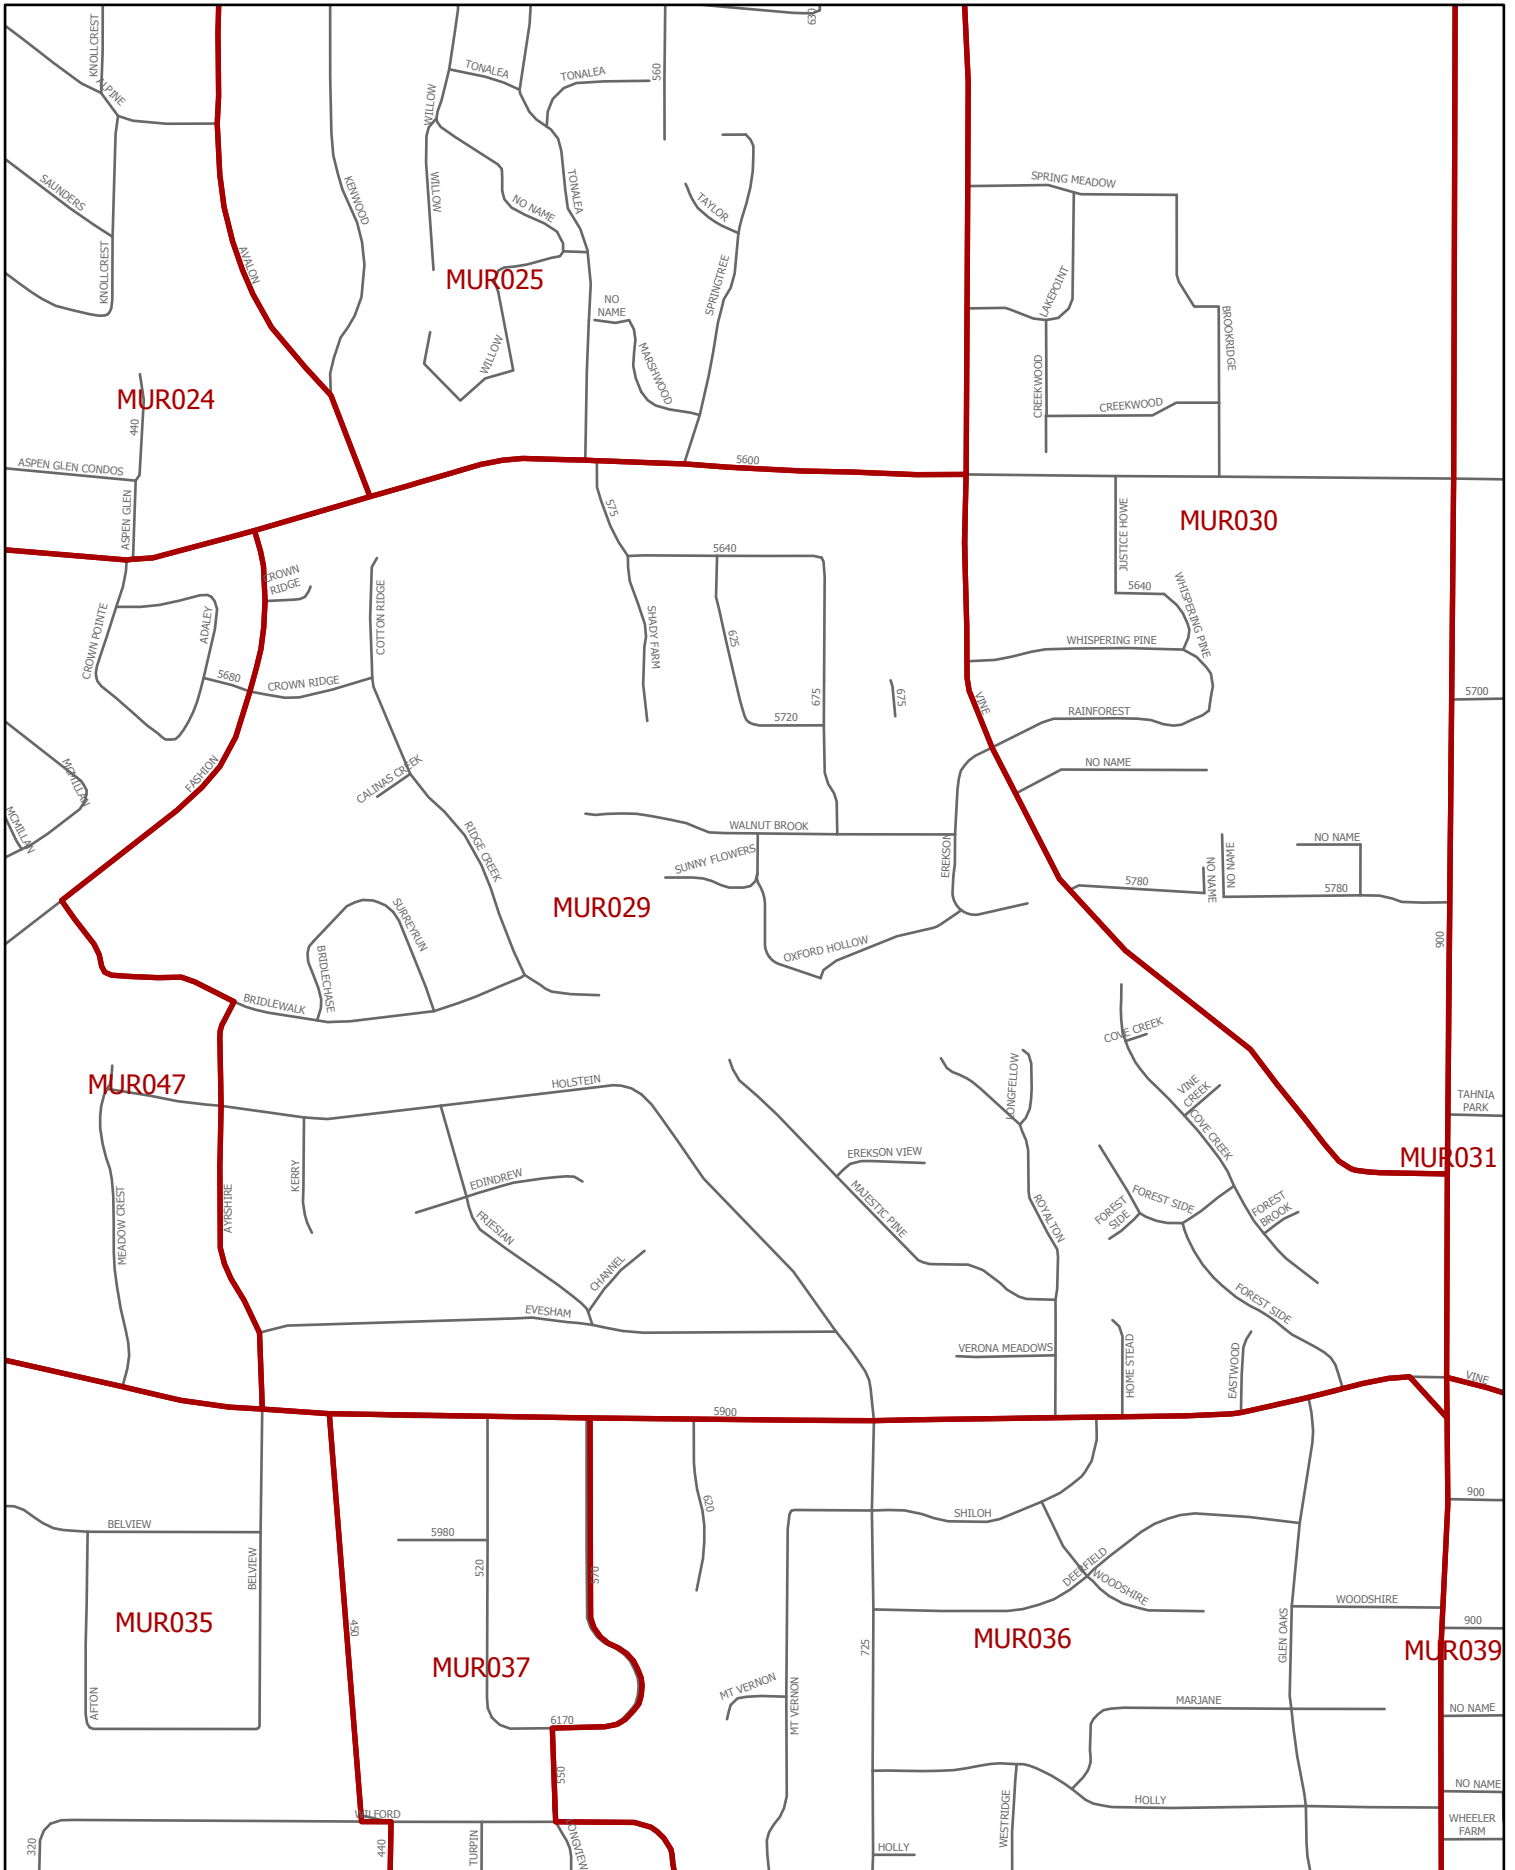 630
KNOLLCREST
ALPINE
TONALEA
TONALEA
560
WILLOW
SAUNDERS
KENWOOD
WILLOW
NO NAME
TONALEA
TAYLOR
SPRING MEADOW
KNOLLCREST
AVALON
MUR025
NO
NAME
SPRINGTREE
LAKEPOINT
BROOKRIDGE
WILLOW
MARSHWOOD
CREEKWOOD
CREEKWOOD
MUR024
440
ASPEN GLEN CONDOS
5600
ASPEN GLEN
575
JUSTICE HOWE
MUR030
5640
CROWN
RIDGE
COTTON RIDGE
5640
WHISPERING PINE
CROWN POINTE
ADALEY
SHADY FARM
625
WHISPERING PINE
5680
CROWN RIDGE
675
675
VINE
5700
5720
RAINFOREST
MCMILLAN
FASHION
CALINAS CREEK
NO NAME
MCMILLAN
RIDGE CREEK
WALNUT BROOK
SUNNY FLOWERS
EREKSON
NO NAME
NO NAME
NO NAME
5780
5780
MUR029
SURREYRUN
OXFORD HOLLOW
900
BRIDLECHASE
BRIDLEWALK
COVE CREEK
MUR047
HOLSTEIN
LONGFELLOW
VINE
CREEK
TAHNIA
PARK
COVE CREEK
MUR031
EREKSON VIEW
KERRY
EDINDREW
MAJESTIC PINE
MEADOW CREST
AYRSHIRE
FRIESIAN
ROYALTON
FOREST
SIDE
FOREST SIDE
FOREST
BROOK
CHANNEL
FOREST SIDE
EVESHAM
VERONA MEADOWS
HOME STEAD
EASTWOOD
VINE
5900
900
620
SHILOH
BELVIEW
5980
BELVIEW
520
570
DEERFIELD
WOODSHIRE
WOODSHIRE
MUR035
450
GLEN OAKS
900
MUR037
725
MUR036
MUR039
MT VERNON
MT VERNON
MARJANE
NO NAME
AFTON
6170
550
NO NAME
WILFORD
HOLLY
WHEELER
FARM
320
440
TURPIN
LONGVIEW
HOLLY
WESTRIDGE